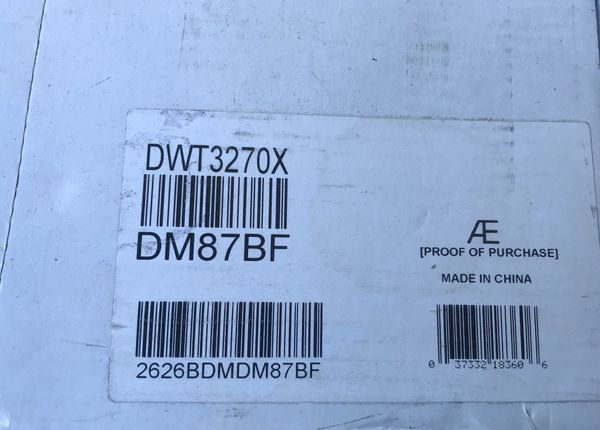 DWT3270X
DM87BF
2626BDMDM87BF
Æ
[PROOF OF PURCHASE]
MADE IN CHINA
0 37332 18360 6